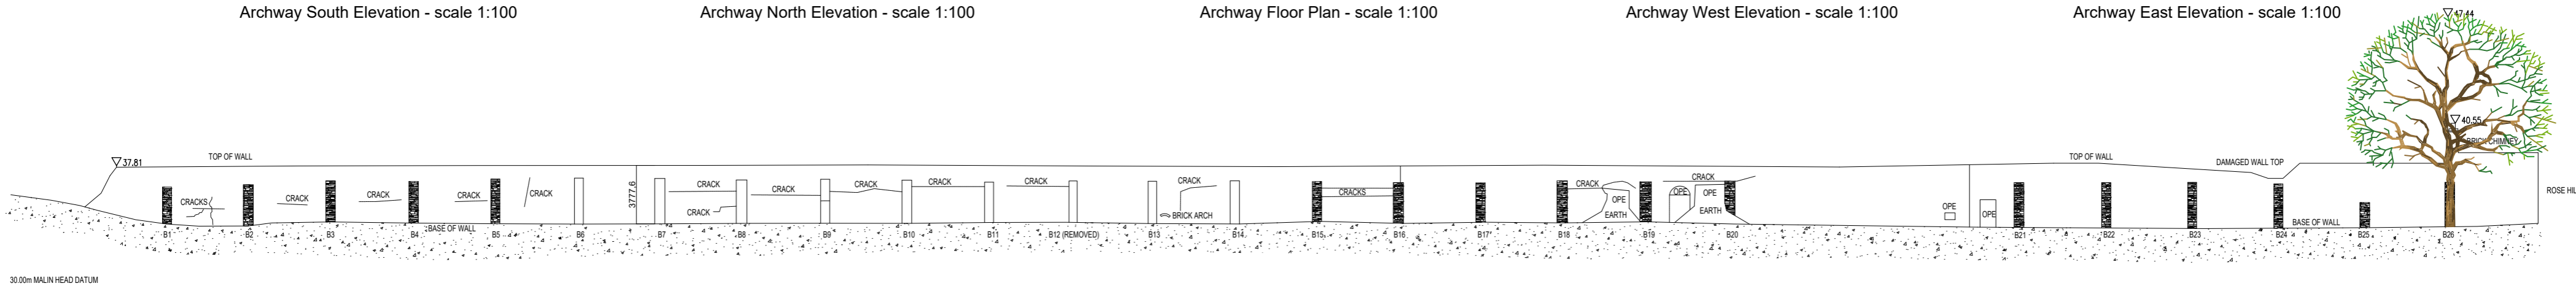 Archway South Elevation - scale 1:100
Archway North Elevation - scale 1:100
Archway Floor Plan - scale 1:100
Archway West Elevation - scale 1:100
Archway East Elevation - scale 1:100
47.44
40.55
BRICK CHIMNEY
37.81
TOP OF WALL
TOP OF WALL
DAMAGED WALL TOP
ROSE HIL
CRACKS
CRACK
CRACK
CRACK
CRACK
3777,6
CRACK
CRACK
CRACK
CRACK
CRACK
CRACK
CRACK
BRICK ARCH
CRACKS
CRACK
OPE
EARTH
CRACK
OPE
OPE
EARTH
OPE
OPE
BASE OF WALL
BASE OF WALL
B1
B2
B3
B4
B5
B6
B7
B8
B9
B10
B11
B12 (REMOVED)
B13
B14
B15
B16
B17
B18
B19
B20
B21
B22
B23
B24
B25
B26
30.00m MALIN HEAD DATUM